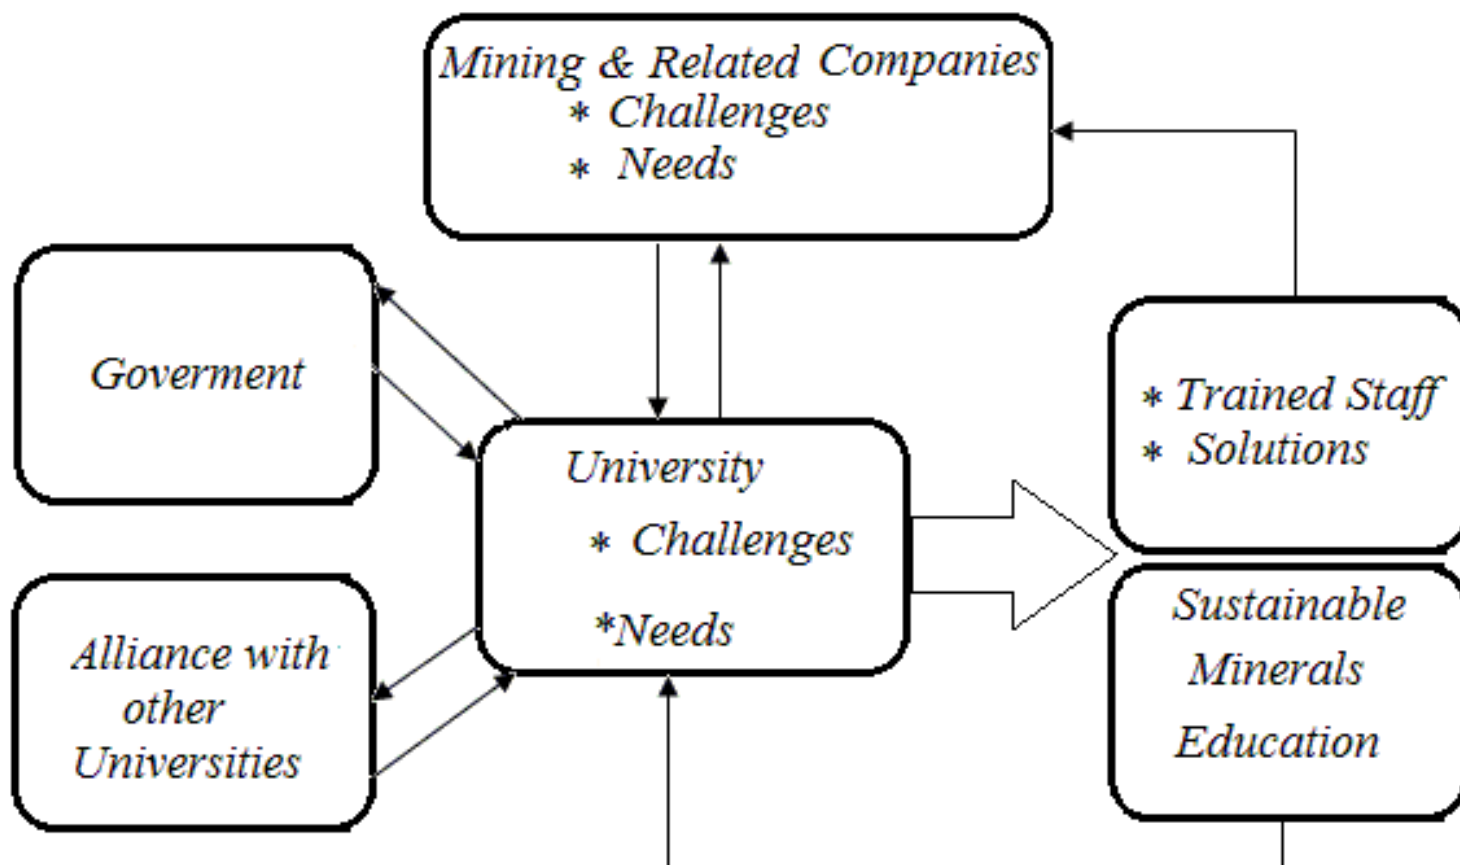 Mining & Related Companies
* Challenges
* Needs
Goverment
* Trained Staff
* Solutions
University
* Challenges
*Needs
Sustainable
Minerals
Education
Alliance with
other
Universities